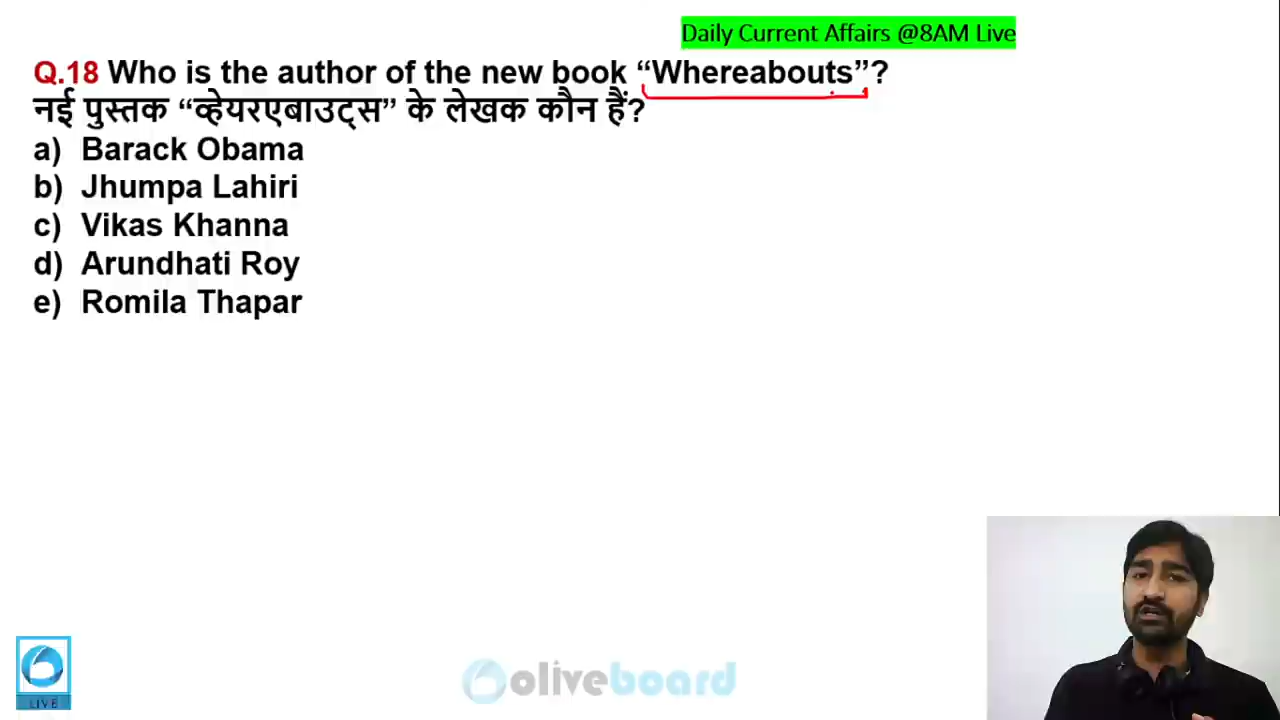 Daily Current Affairs @8AM Live
Q.18 Who is the author of the new book “Whereabouts”?
नई पुस्तक “व्हेयरएबाउट्स” के लेखक कौन हैं?
a) Barack Obama
b) Jhumpa Lahiri
c) Vikas Khanna
d) Arundhati Roy
e) Romila Thapar
LIVE
oliveboard